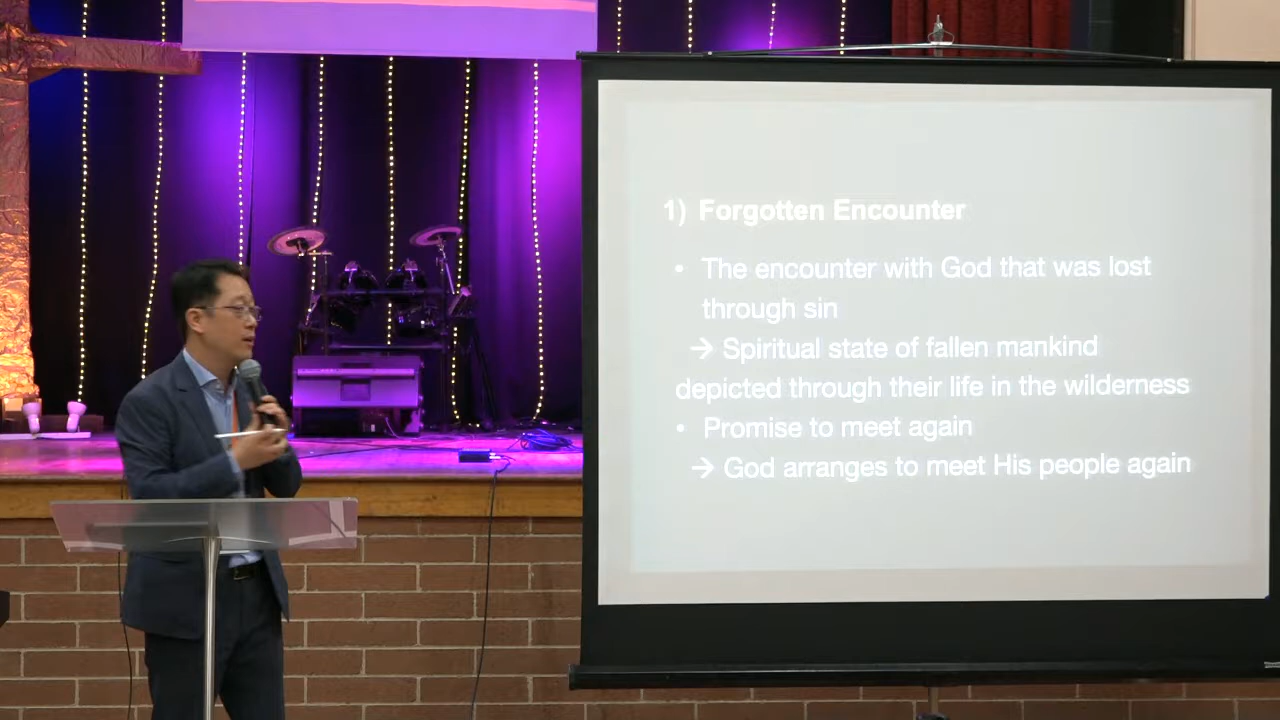 1) Forgotten Encounter
• The encounter with God that was lost
through sin
→ Spiritual state of fallen mankind
depicted through their life in the wilderness
• Promise to meet again
→ God arranges to meet His people again